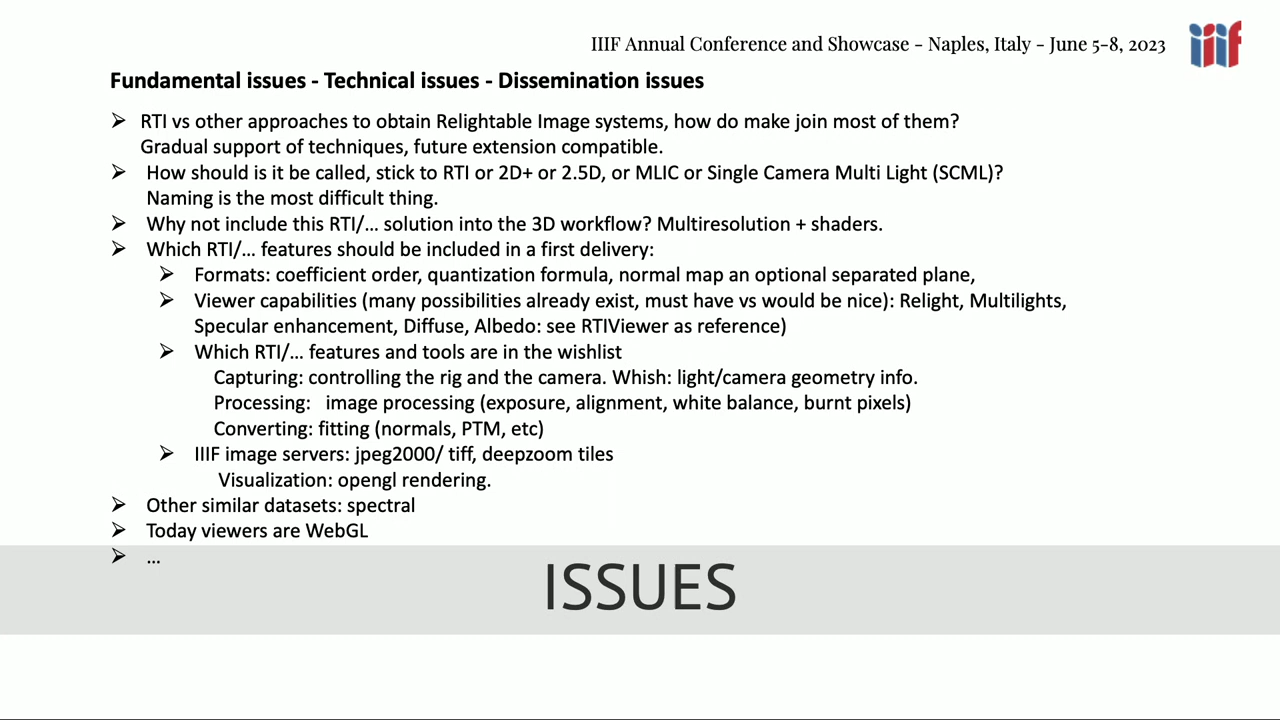 IIIF Annual Conference and Showcase - Naples, Italy - June 5-8, 2023
iiif
Fundamental issues - Technical issues - Dissemination issues
➢ RTI vs other approaches to obtain Relightable Image systems, how do make join most of them?
Gradual support of techniques, future extension compatible.
➢ How should is it be called, stick to RTI or 2D+ or 2.5D, or MLIC or Single Camera Multi Light (SCML)?
Naming is the most difficult thing.
➢ Why not include this RTI/... solution into the 3D workflow? Multiresolution + shaders.
➢ Which RTI/... features should be included in a first delivery:
➢ Formats: coefficient order, quantization formula, normal map an optional separated plane,
➢ Viewer capabilities (many possibilities already exist, must have vs would be nice): Relight, Multilights,
Specular enhancement, Diffuse, Albedo: see RTIViewer as reference)
➢ Which RTI/... features and tools are in the wishlist
Capturing: controlling the rig and the camera. Whish: light/camera geometry info.
Processing: image processing (exposure, alignment, white balance, burnt pixels)
Converting: fitting (normals, PTM, etc)
➢ IIIF image servers: jpeg2000/ tiff, deepzoom tiles
Visualization: opengl rendering.
➢ Other similar datasets: spectral
➢ Today viewers are WebGL
➢ ...
ISSUES